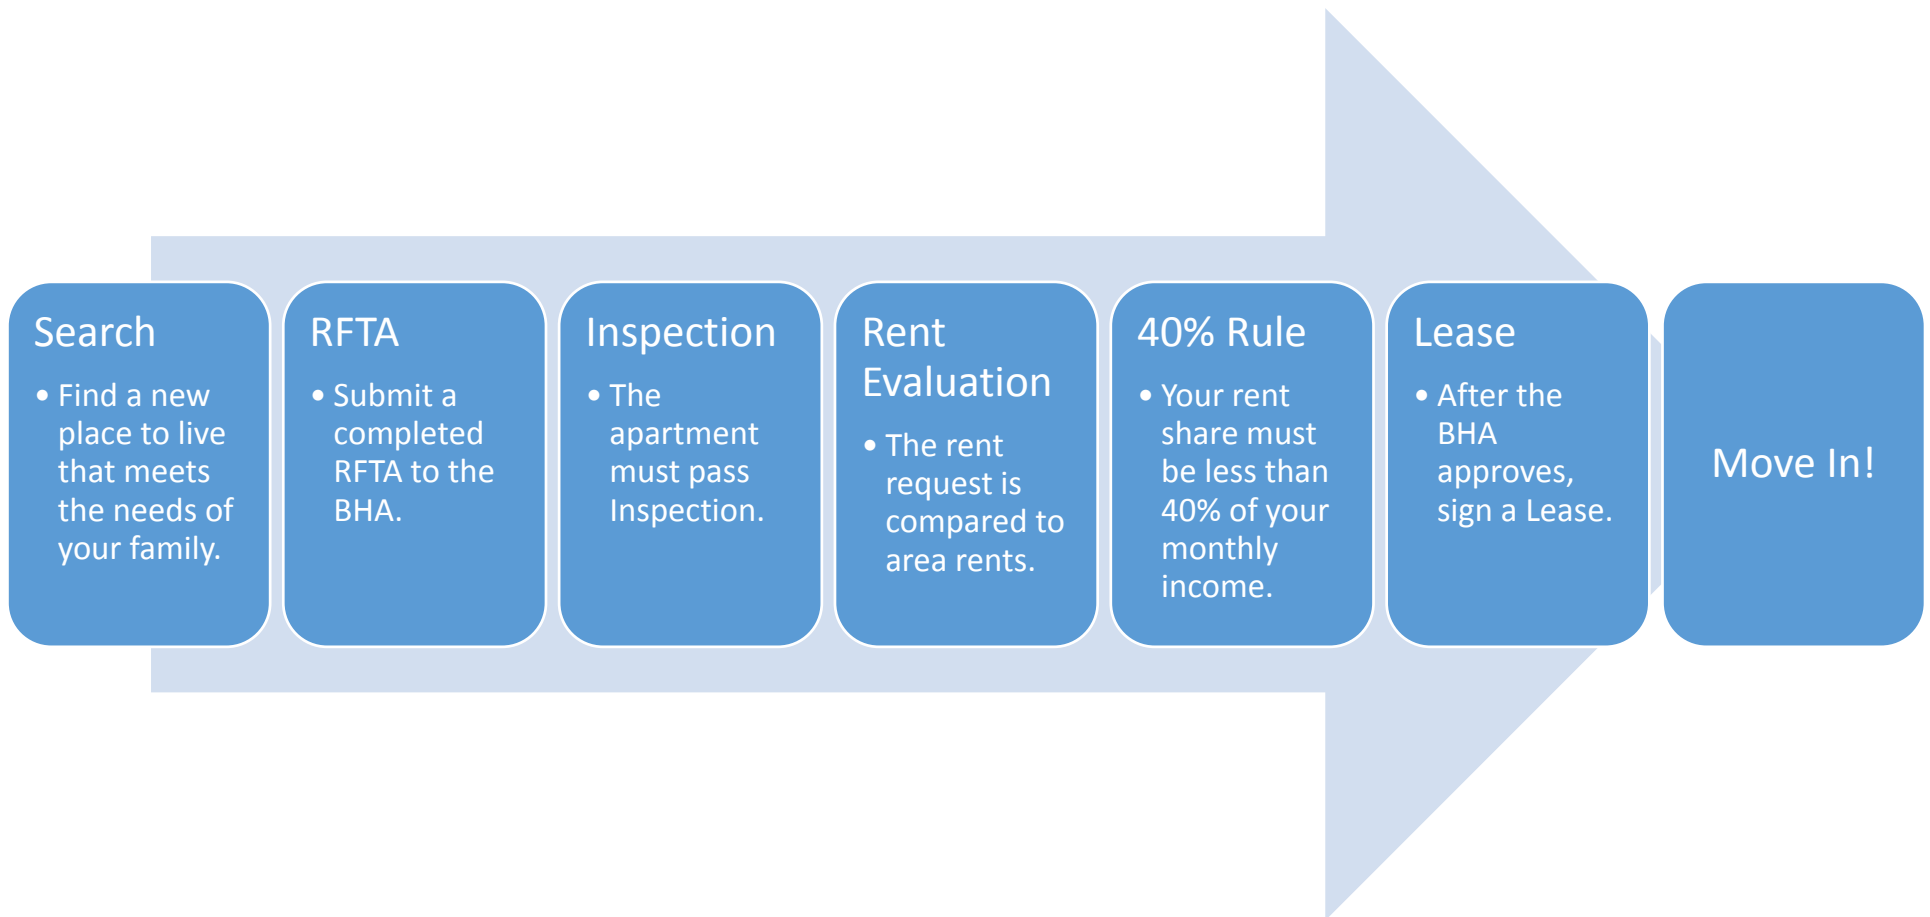 Search
• Find a new
place to live
that meets
the needs of
your family.
RFTA
• Submit a
completed
RFTA to the
BHA.
Inspection
• The
apartment
must pass
Inspection.
Rent
Evaluation
• The rent
request is
compared to
area rents.
40% Rule
• Your rent
share must
be less than
40% of your
monthly
income.
Lease
• After the
BHA
approves,
sign a Lease.
Move In!